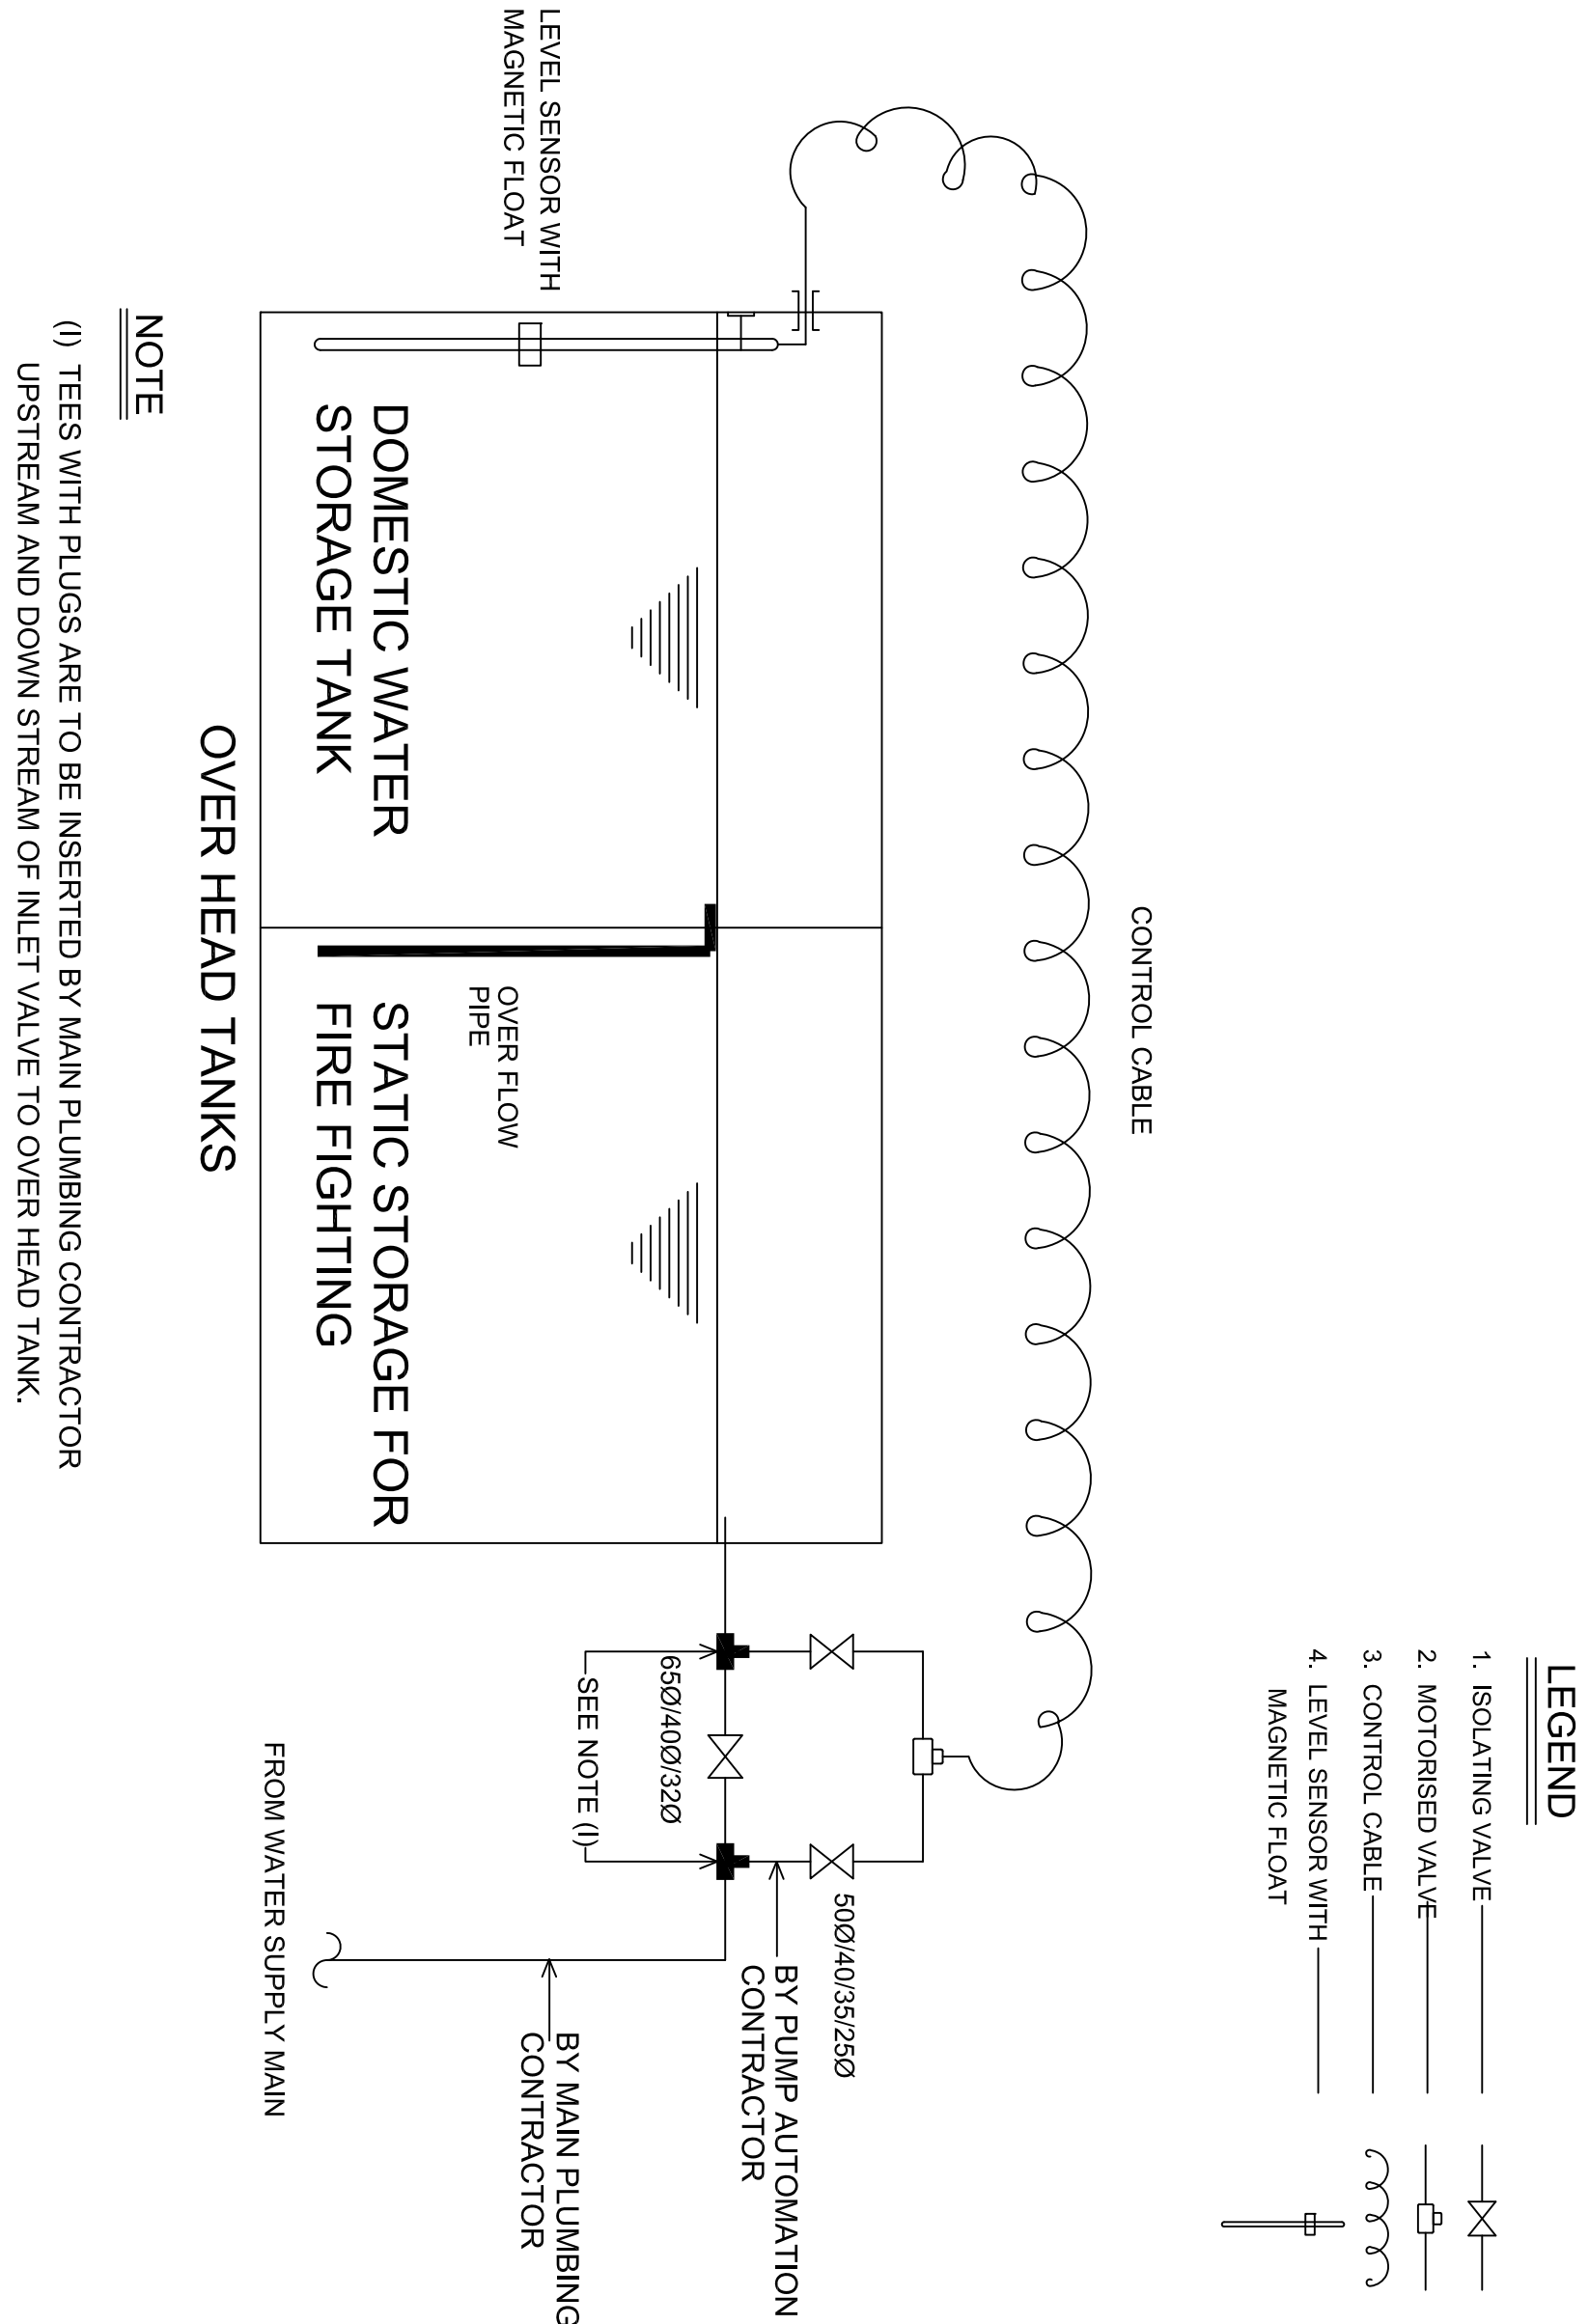 LEGEND
1. ISOLATING VALVE
2. MOTORISED VALVE
3. CONTROL CABLE
4. LEVEL SENSOR WITH
MAGNETIC FLOAT
CONTROL CABLE
LEVEL SENSOR WITH
MAGNETIC FLOAT
DOMESTIC WATER
STORAGE TANK
OVER FLOW
PIPE
STATIC STORAGE FOR
FIRE FIGHTING
50Ø/40/35/25Ø
BY PUMP AUTOMATION
CONTRACTOR
65Ø/40Ø/32Ø
SEE NOTE (I)
BY MAIN PLUMBING
CONTRACTOR
FROM WATER SUPPLY MAIN
OVER HEAD TANKS
NOTE
(I) TEES WITH PLUGS ARE TO BE INSERTED BY MAIN PLUMBING CONTRACTOR
UPSTREAM AND DOWN STREAM OF INLET VALVE TO OVER HEAD TANK.